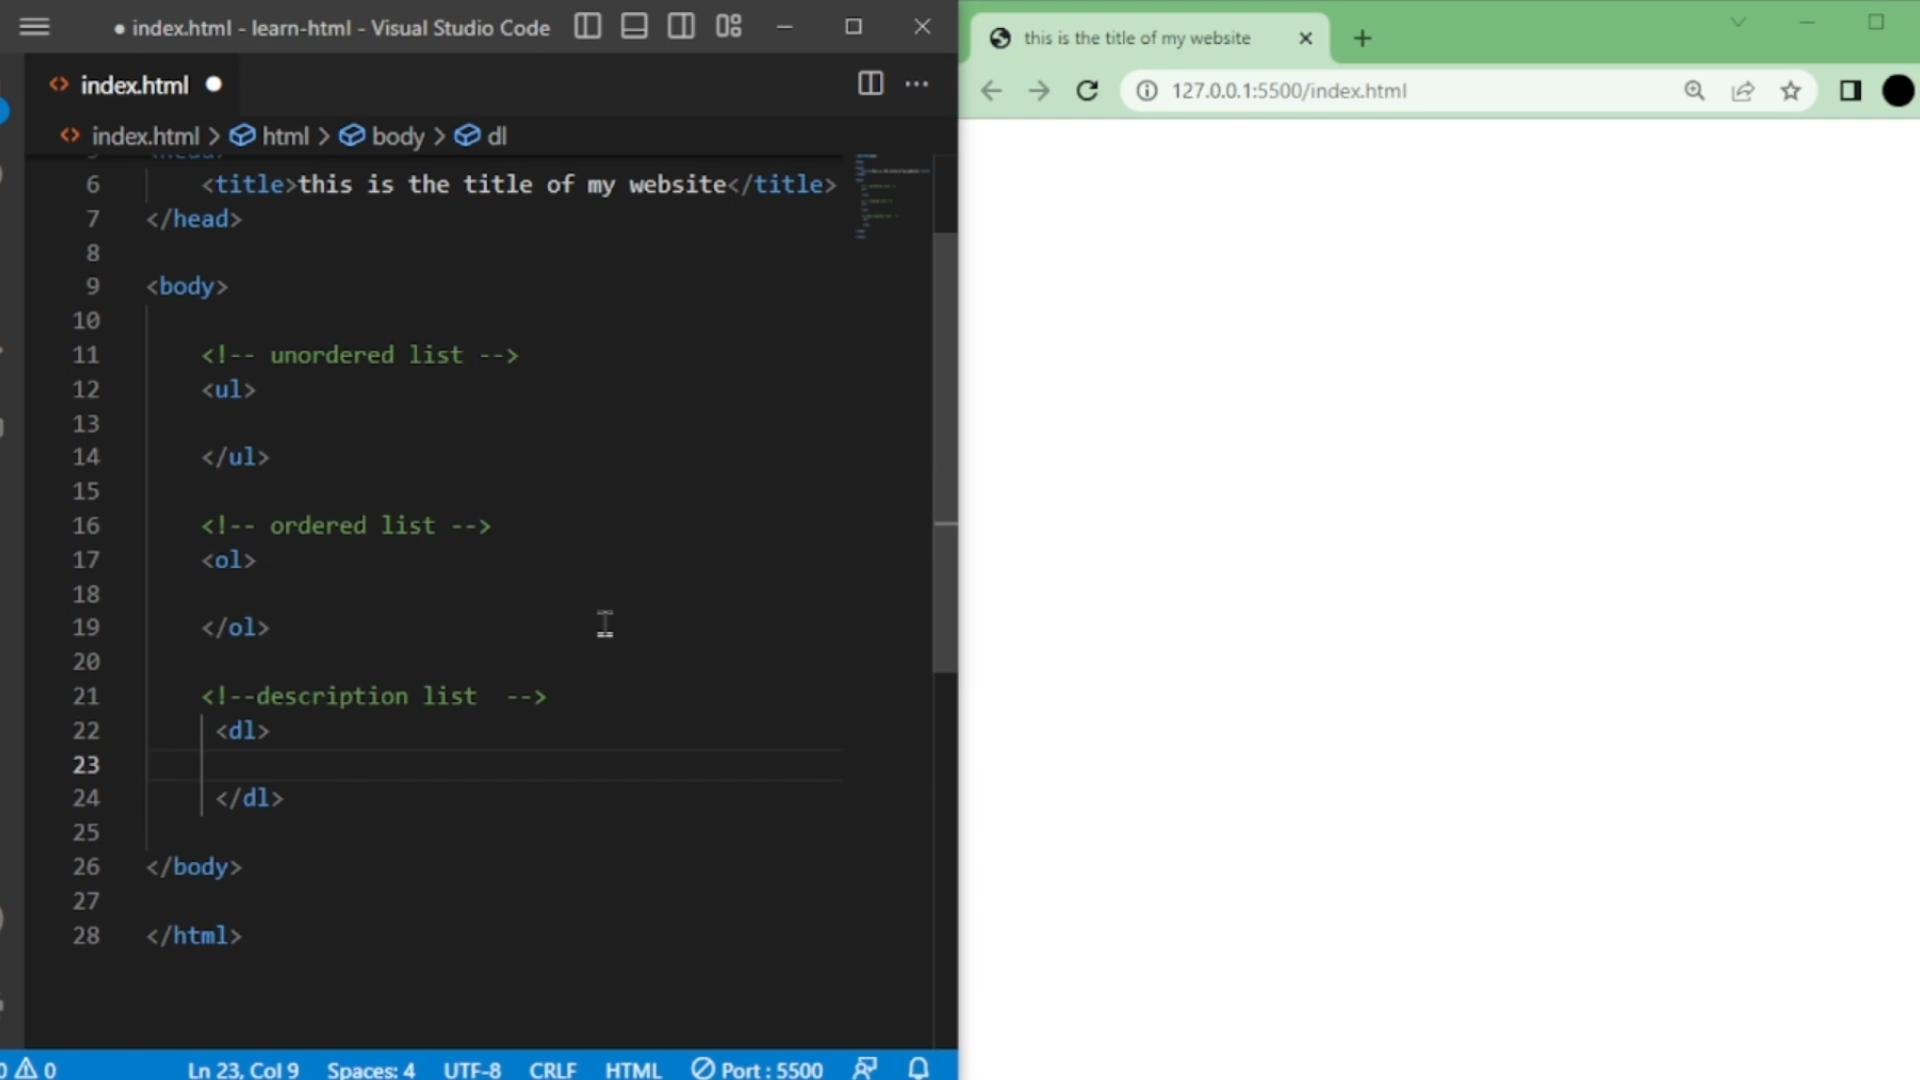 ● index.html - learn-html - Visual Studio Code
index.html
index.html > html > body > dl
6 <title>this is the title of my website</title>
7 </head>
8
9 <body>
10
11 <!-- unordered list -->
12 <ul>
13
14 </ul>
15
16 <!-- ordered list -->
17 <ol>
18
19 </ol>
20
21 <!--description list  -->
22 <dl>
23
24 </dl>
25
26 </body>
27
28 </html>
0 Ln 23, Col 9 Spaces: 4 UTF-8 CRLF HTML Port : 5500
this is the title of my website
127.0.0.1:5500/index.html